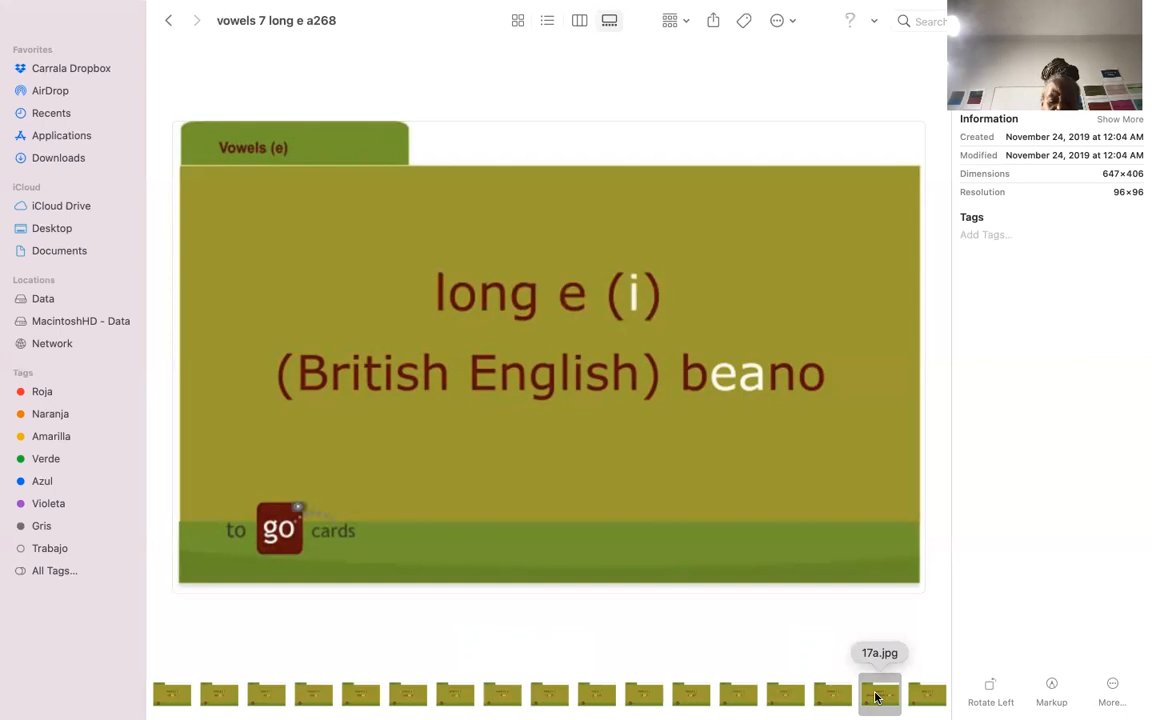 vowels 7 long e a268
Search
Favorites
Carrala Dropbox
AirDrop
Recents
Applications
Downloads
iCloud
iCloud Drive
Desktop
Documents
Locations
Data
MacintoshHD - Data
Network
Tags
Roja
Naranja
Amarilla
Verde
Azul
Violeta
Gris
Trabajo
All Tags...
Vowels (e)
long e (i)
(British English) beano
to go cards
17a.jpg
Information Show More
Created November 24, 2019 at 12:04 AM
Modified November 24, 2019 at 12:04 AM
Dimensions 647×406
Resolution 96×96
Tags
Add Tags...
Rotate Left Markup More...